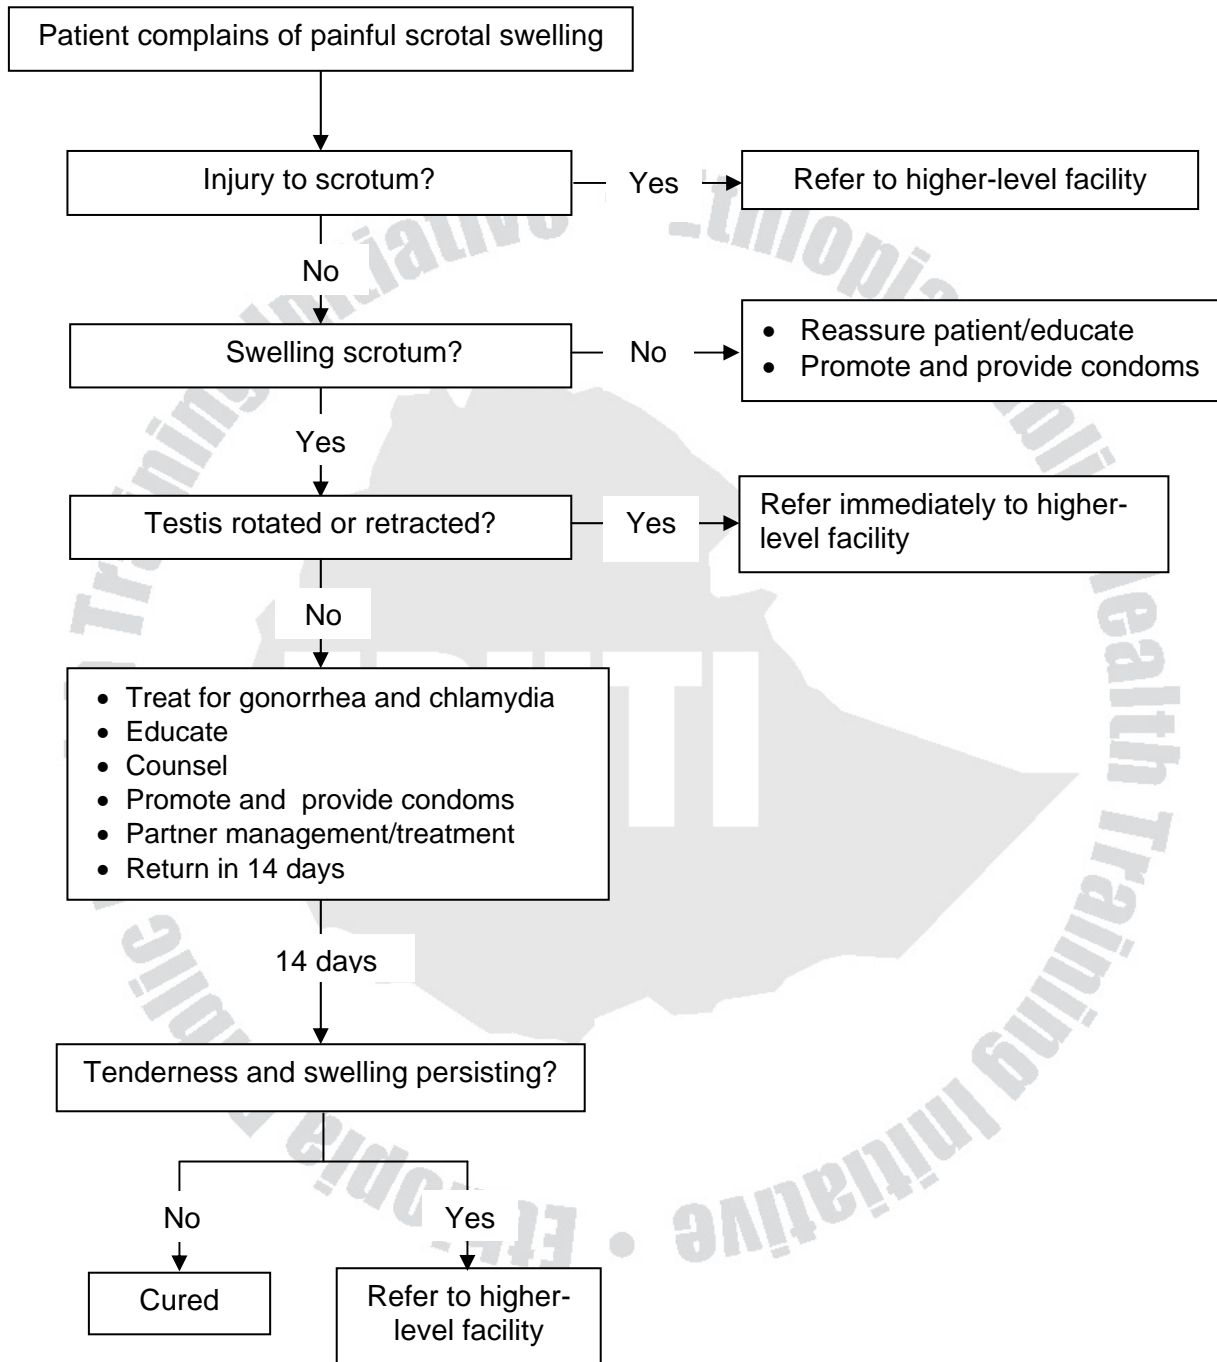 Patient complains of painful scrotal swelling
Injury to scrotum?
Yes
Refer to higher-level facility
No
Swelling scrotum?
No
• Reassure patient/educate
• Promote and provide condoms
Yes
Testis rotated or retracted?
Yes
Refer immediately to higher-
level facility
No
• Treat for gonorrhea and chlamydia
• Educate
• Counsel
• Promote and provide condoms
• Partner management/treatment
• Return in 14 days
14 days
Tenderness and swelling persisting?
No
Yes
Cured
Refer to higher-
level facility
Health Training Initiative •